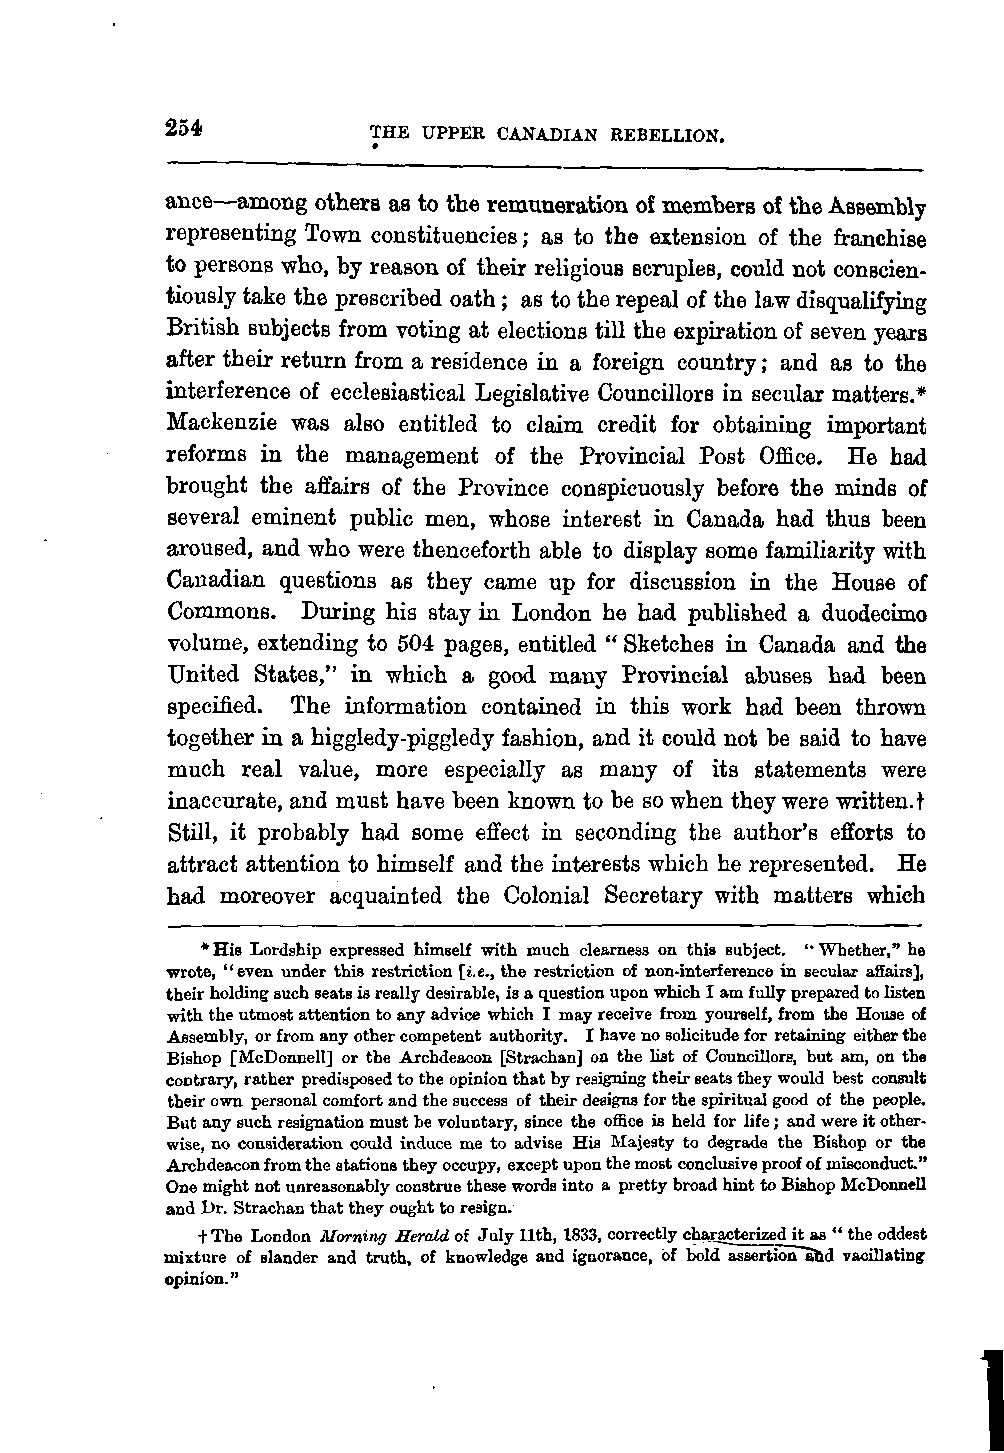 254 THE UPPER CANADIAN REBELLION.
ance—among others as to the remuneration of members of the Assembly
representing Town constituencies; as to the extension of the franchise
to persons who, by reason of their religious scruples, could not conscien-
tiously take the prescribed oath; as to the repeal of the law disqualifying
British subjects from voting at elections till the expiration of seven years
after their return from a residence in a foreign country; and as to the
interference of ecclesiastical Legislative Councillors in secular matters.*
Mackenzie was also entitled to claim credit for obtaining important
reforms in the management of the Provincial Post Office. He had
brought the affairs of the Province conspicuously before the minds of
several eminent public men, whose interest in Canada had thus been
aroused, and who were thenceforth able to display some familiarity with
Canadian questions as they came up for discussion in the House of
Commons. During his stay in London he had published a duodecimo
volume, extending to 504 pages, entitled "Sketches in Canada and the
United States," in which a good many Provincial abuses had been
specified. The information contained in this work had been thrown
together in a higgledy-piggledy fashion, and it could not be said to have
much real value, more especially as many of its statements were
inaccurate, and must have been known to be so when they were written.†
Still, it probably had some effect in seconding the author's efforts to
attract attention to himself and the interests which he represented. He
had moreover acquainted the Colonial Secretary with matters which
*His Lordship expressed himself with much clearness on this subject. "Whether," he
wrote, "even under this restriction [i.e., the restriction of non-interference in secular affairs],
their holding such seats is really desirable, is a question upon which I am fully prepared to listen
with the utmost attention to any advice which I may receive from yourself, from the House of
Assembly, or from any other competent authority. I have no solicitude for retaining either the
Bishop [McDonnell] or the Archdeacon [Strachan] on the list of Councillors, but am, on the
contrary, rather predisposed to the opinion that by resigning their seats they would best consult
their own personal comfort and the success of their designs for the spiritual good of the people.
But any such resignation must be voluntary, since the office is held for life; and were it other-
wise, no consideration could induce me to advise His Majesty to degrade the Bishop or the
Archdeacon from the stations they occupy, except upon the most conclusive proof of misconduct."
One might not unreasonably construe these words into a pretty broad hint to Bishop McDonnell
and Dr. Strachan that they ought to resign.
†The London Morning Herald of July 11th, 1833, correctly characterized it as "the oddest
mixture of slander and truth, of knowledge and ignorance, of bold assertion and vacillating
opinion."